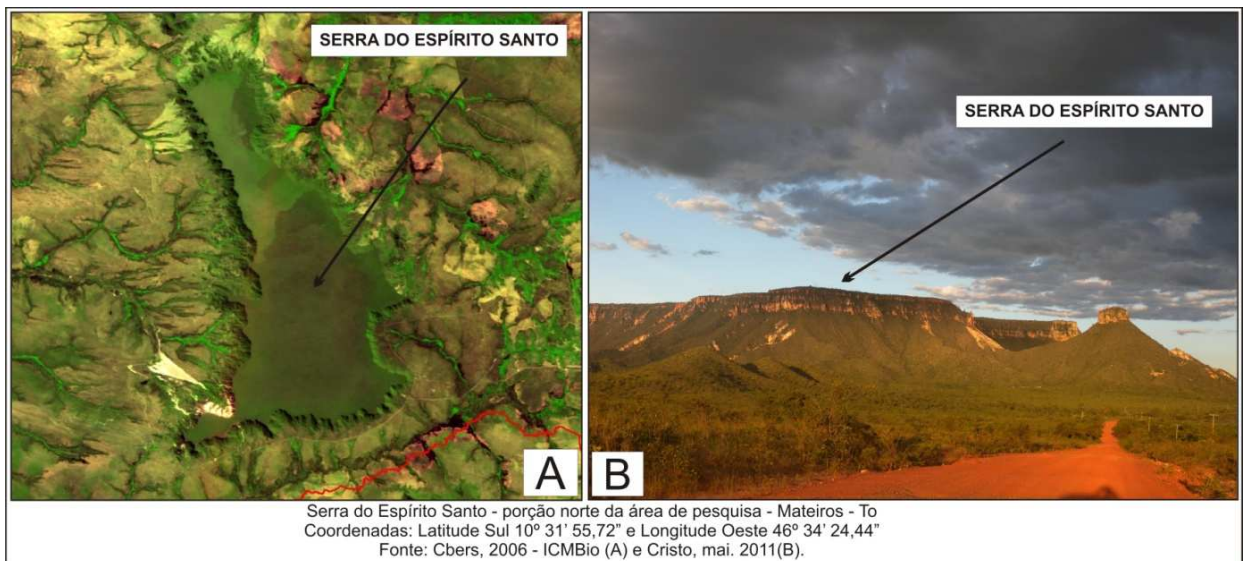 SERRA DO ESPÍRITO SANTO
A
SERRA DO ESPÍRITO SANTO
B
Serra do Espírito Santo - porção norte da área de pesquisa - Mateiros - To
Coordenadas: Latitude Sul 10º 31’ 55,72” e Longitude Oeste 46º 34’ 24,44”
Fonte: Cbers, 2006 - ICMBio (A) e Cristo, mai. 2011(B).